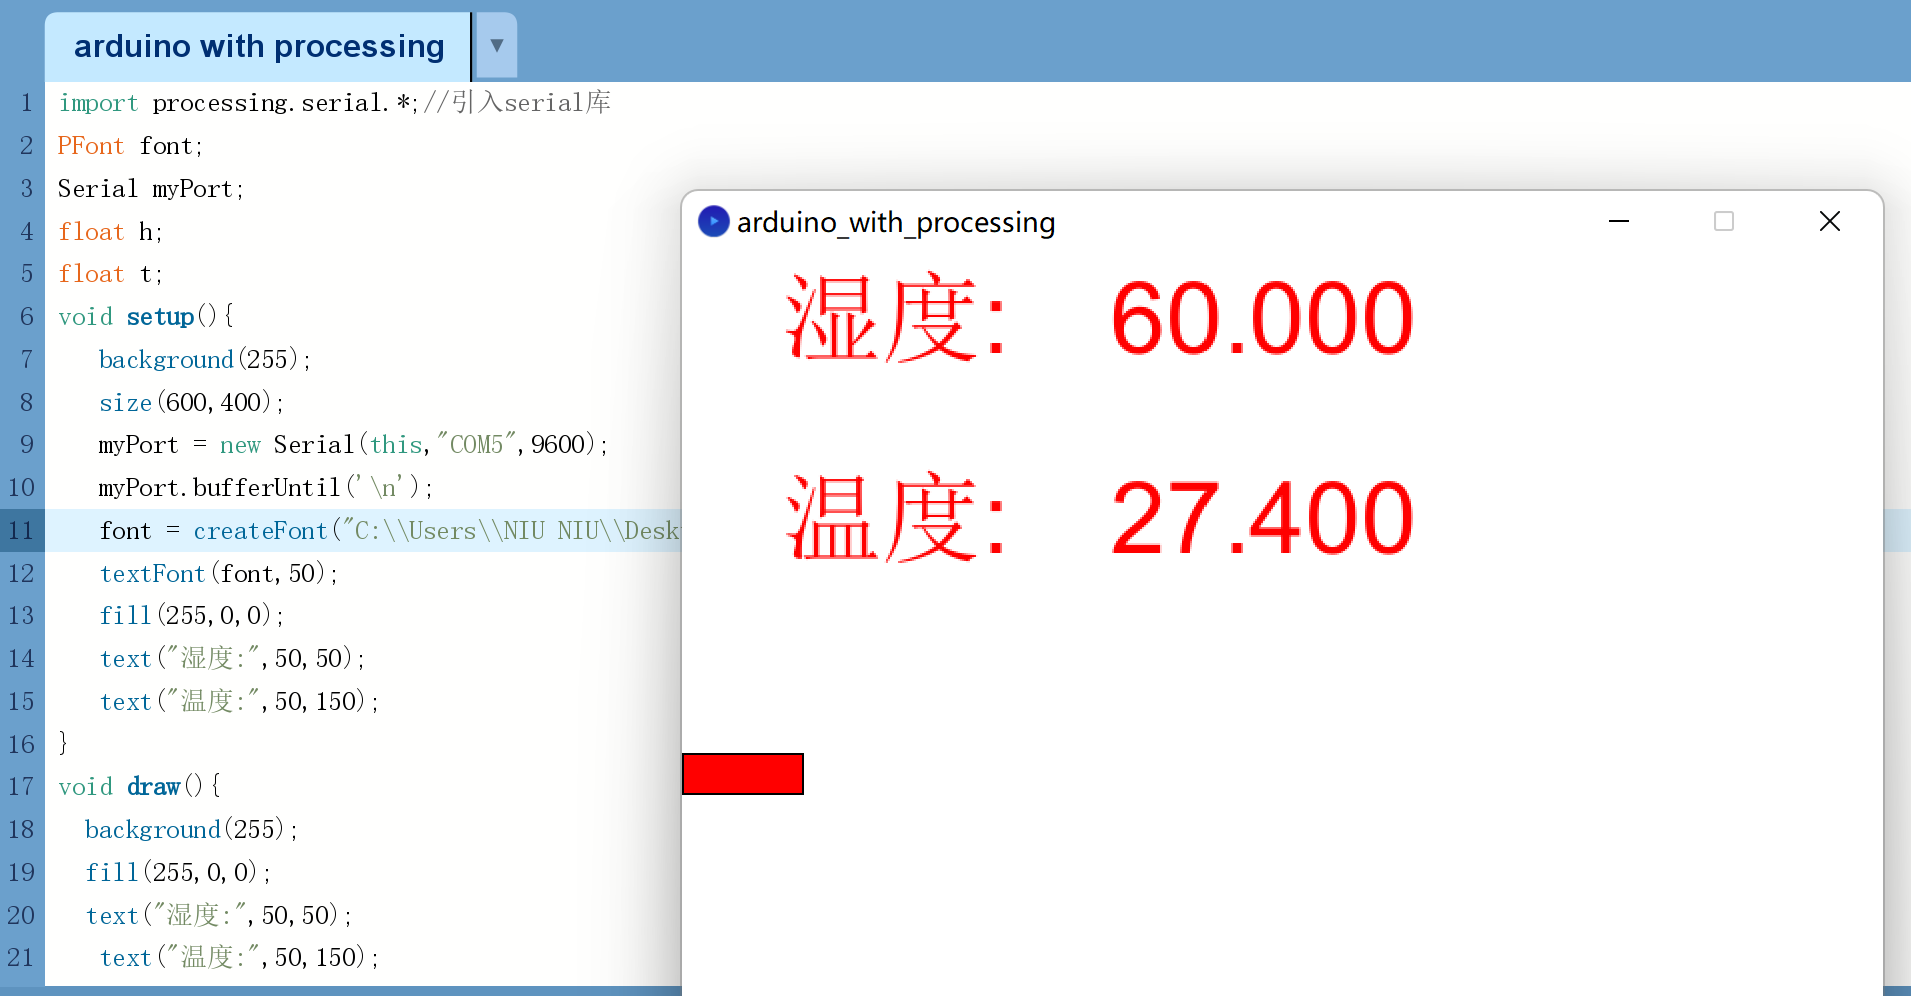 arduino with processing ▼
1 import processing.serial.*;//引入serial库
2 PFont font;
3 Serial myPort;
4 float h;
5 float t;
6 void setup(){
7 background(255);
8 size(600,400);
9 myPort = new Serial(this,"COM5",9600);
10 myPort.bufferUntil('\n');
11 font = createFont("C:\\Users\\NIU NIU\\Desk
12 textFont(font,50);
13 fill(255,0,0);
14 text("湿度:",50,50);
15 text("温度:",50,150);
16 }
17 void draw(){
18 background(255);
19 fill(255,0,0);
20 text("湿度:",50,50);
21 text("温度:",50,150);
arduino_with_processing
湿度: 60.000
温度: 27.400